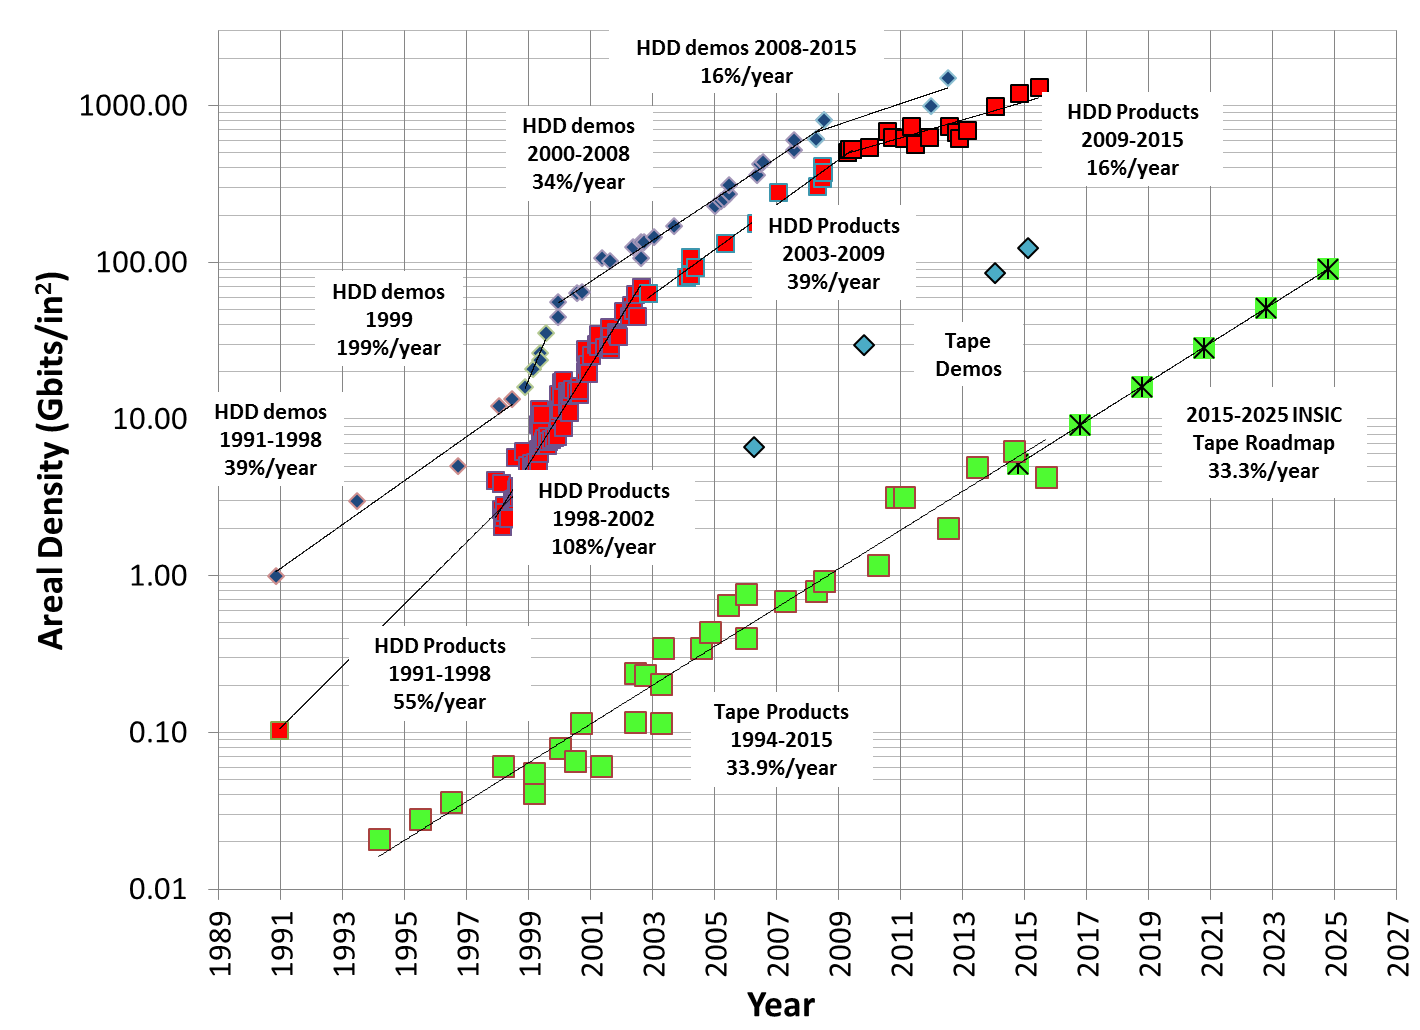 HDD demos 2008-2015
16%/year
1000.00
HDD Products
2009-2015
16%/year
HDD demos
2000-2008
34%/year
HDD Products
2003-2009
39%/year
100.00
HDD demos
1999
199%/year
Tape
Demos
10.00
HDD demos
1991-1998
39%/year
2015-2025 INSIC
Tape Roadmap
33.3%/year
HDD Products
1998-2002
108%/year
1.00
HDD Products
1991-1998
55%/year
0.10
Tape Products
1994-2015
33.9%/year
0.01
Areal Density (Gbits/in²)
1989
1991
1993
1995
1997
1999
2001
2003
2005
2007
2009
2011
2013
2015
2017
2019
2021
2023
2025
2027
Year